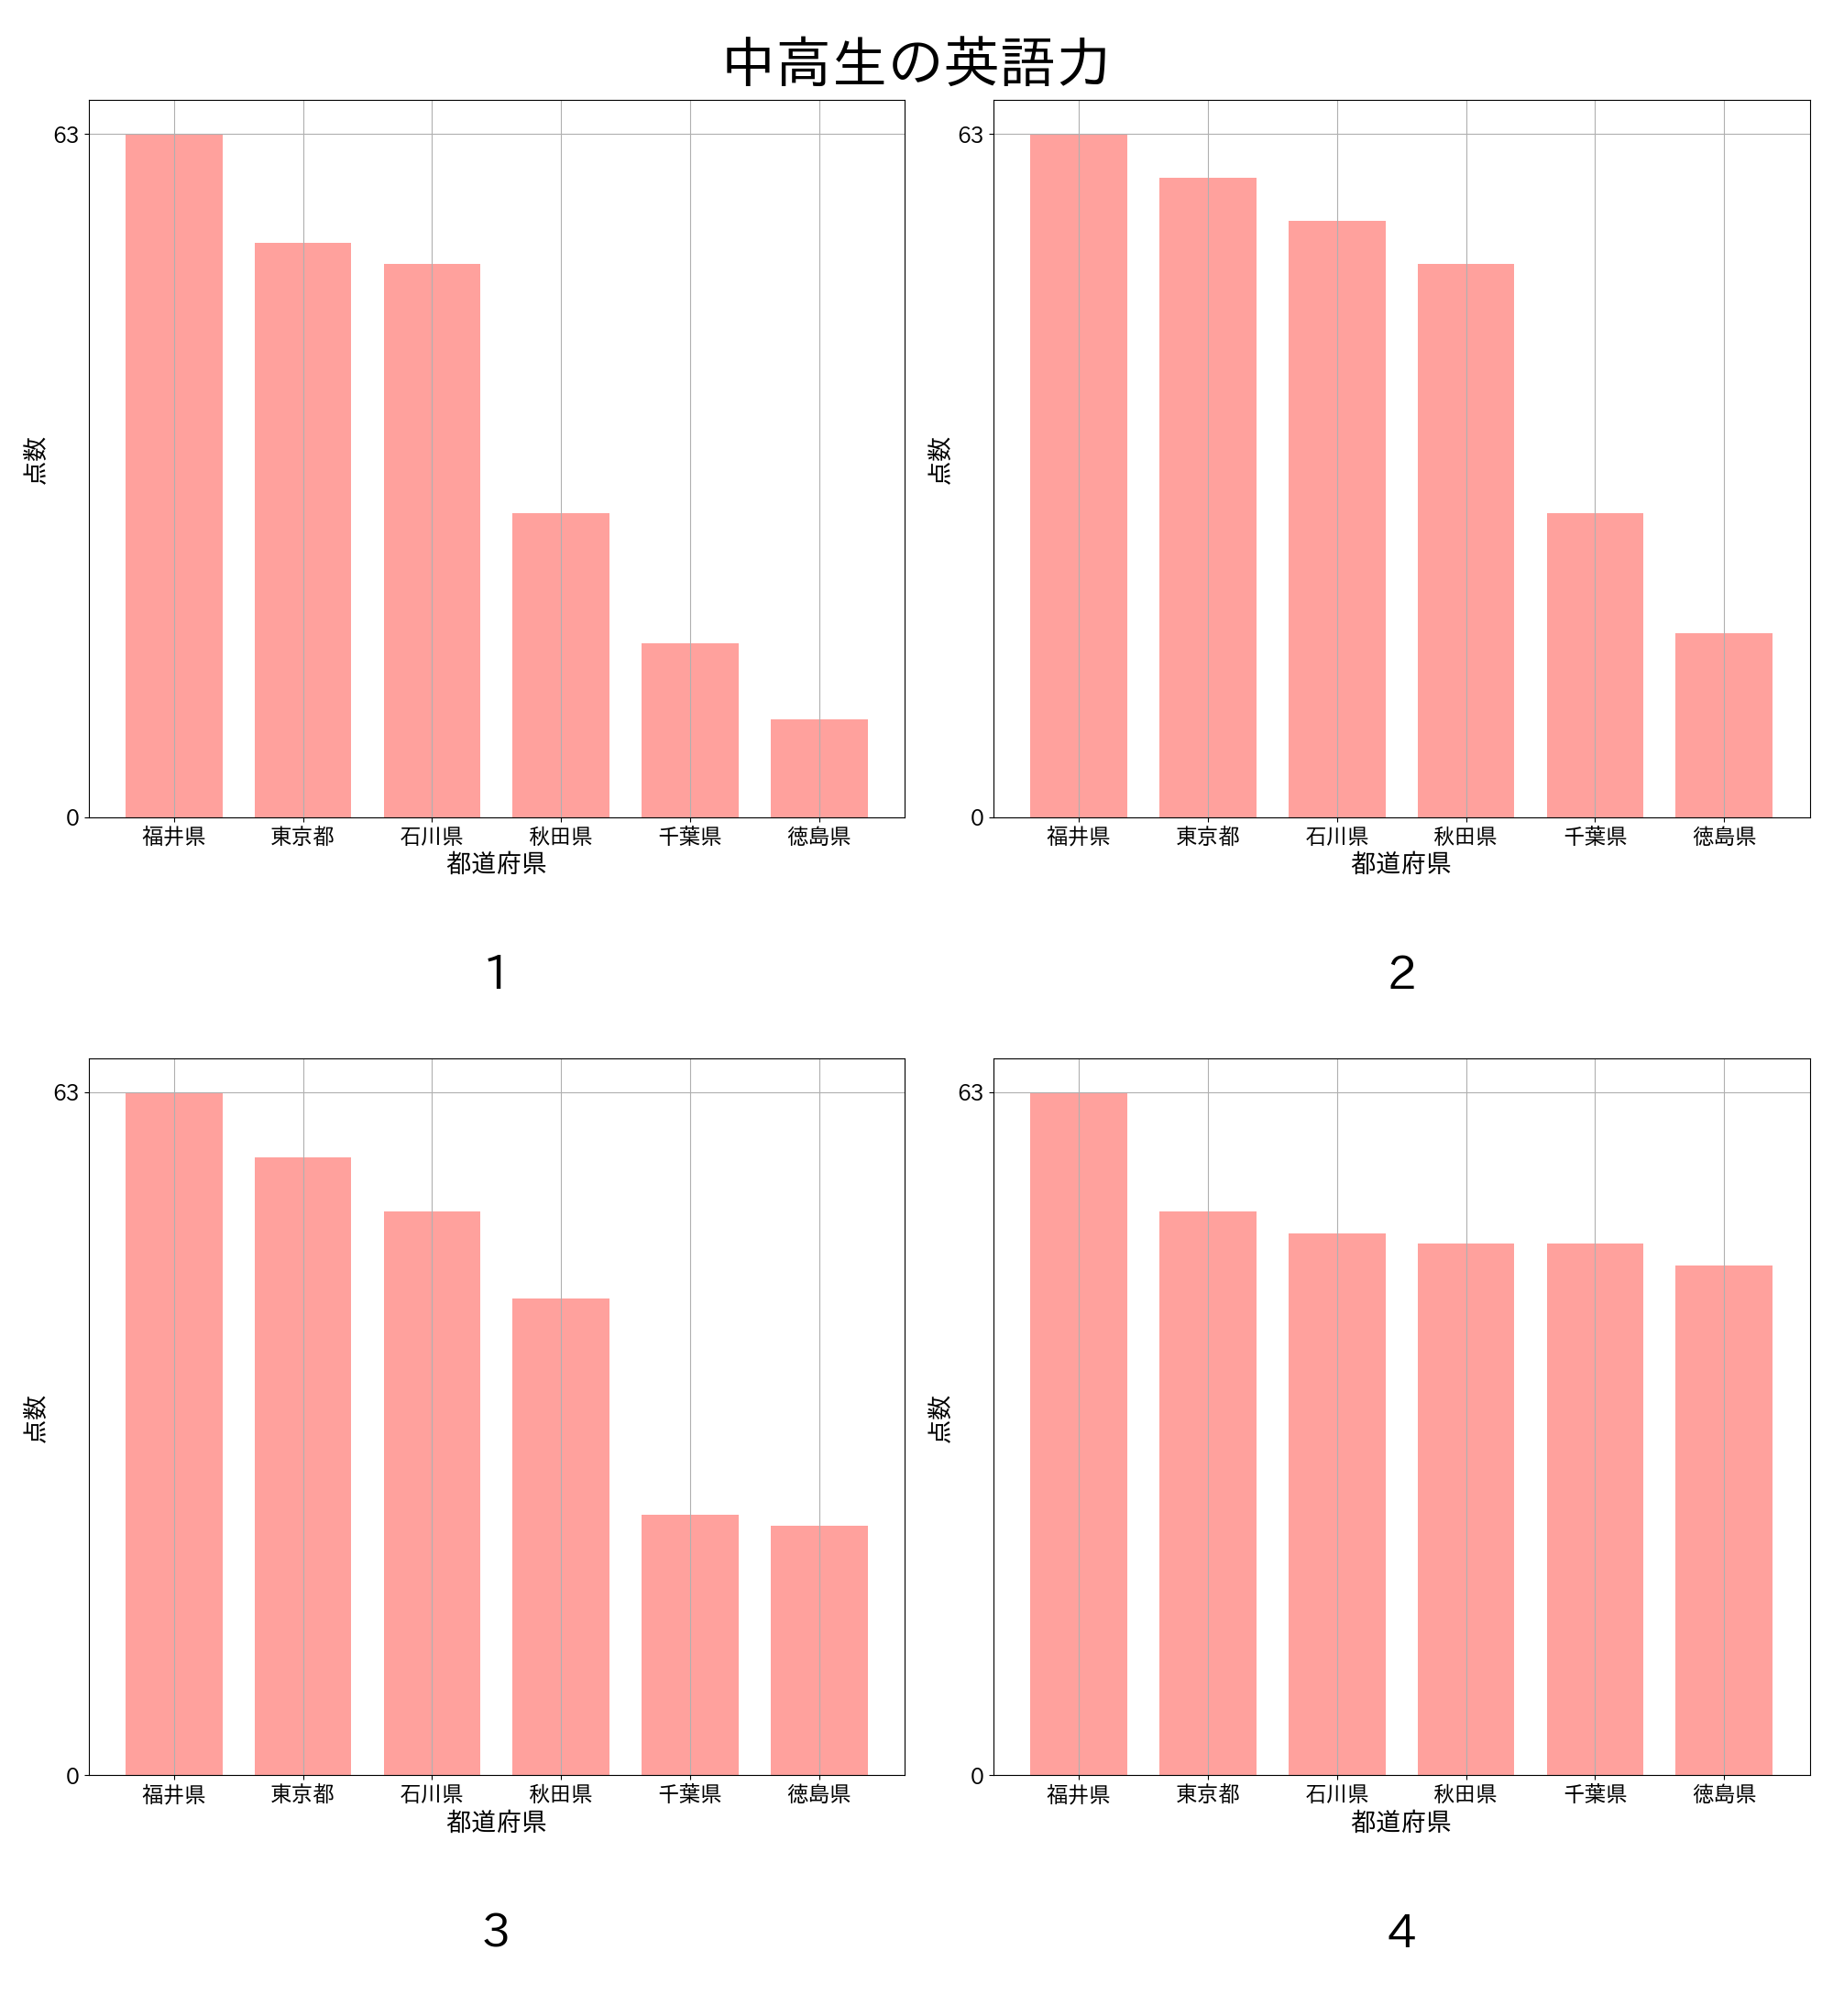 中高生の英語力
63
0
点数
福井県 東京都 石川県 秋田県 千葉県 徳島県
都道府県
1
63
0
点数
福井県 東京都 石川県 秋田県 千葉県 徳島県
都道府県
2
63
0
点数
福井県 東京都 石川県 秋田県 千葉県 徳島県
都道府県
3
63
0
点数
福井県 東京都 石川県 秋田県 千葉県 徳島県
都道府県
4